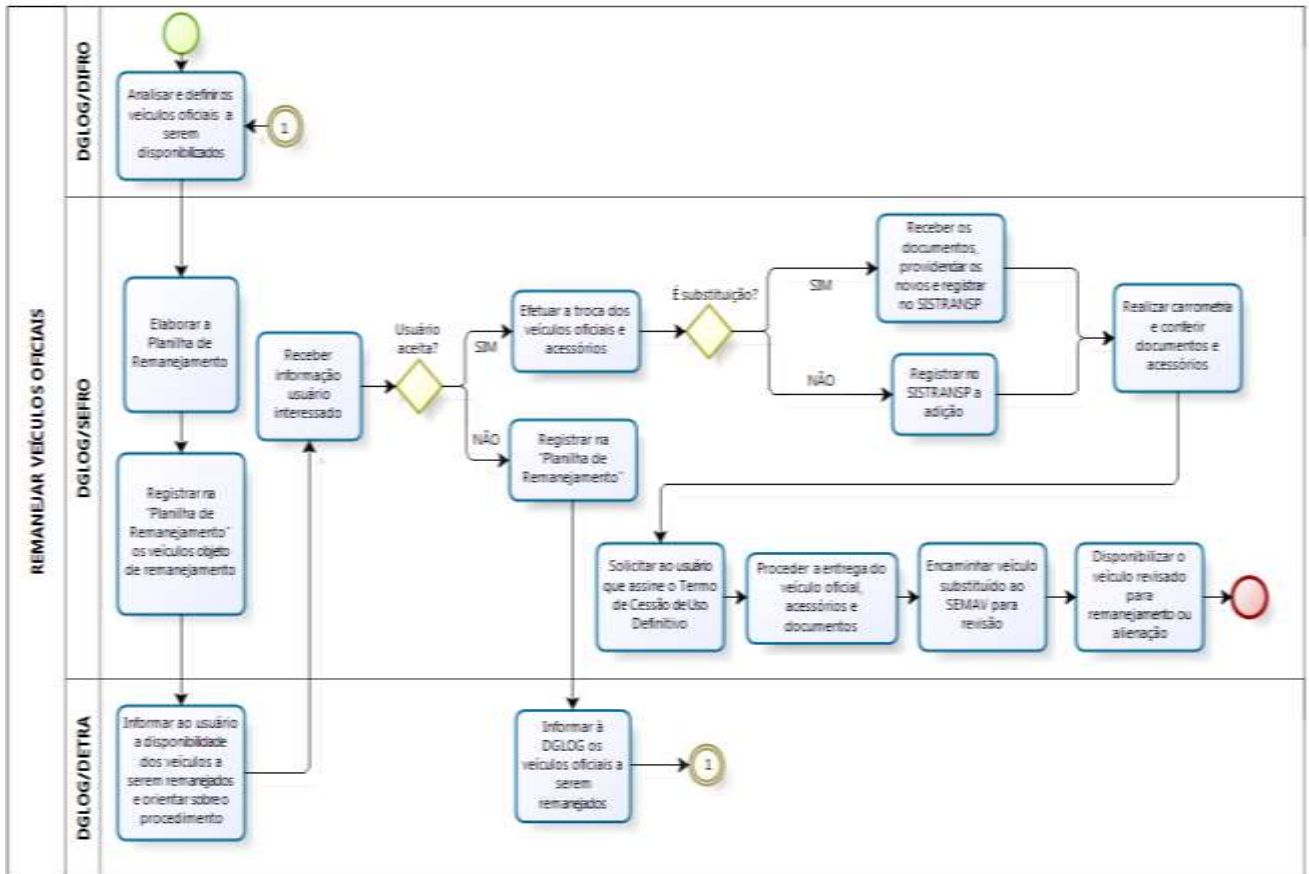 REMANEJAR VEÍCULOS OFICIAIS
DGLOG/DIFRO
Analisar e definir os
veículos oficiais a
serem
disponibilizados
1
DGLOG/SEFRO
Elaborar a
Planilha de
Remanejamento
Registrar na
"Planilha de
Remanejamento"
os veículos objeto
de remanejamento
Receber
informação
usuário
interessado
Usuário
aceita?
SIM
NÃO
Efetuar a troca dos
veículos oficiais e
acessórios
Registrar na
"Planilha de
Remanejamento"
É substituição?
SIM
NÃO
Receber os
documentos,
providendar os
novos e registrar
no SISTRANSP
Registrar no
SISTRANSP a
adição
Realizar carrometria
e conferir
documentos e
acessórios
Solicitar ao usuário
que assine o Termo
de Cessão de Uso
Definitivo
Proceder a entrega do
veículo oficial,
acessórios e
documentos
Encaminhar veículo
substituído ao
SEMAV para
revisão
Disponibilizar o
veículo revisado
para
remanejamento ou
alienação
DGLOG/DETRA
Informar ao usuário
a disponibilidade
dos veículos a
serem remanejados
e orientar sobre o
procedimento
Informar à
DGLOG os
veículos oficiais a
serem
remanejados
1